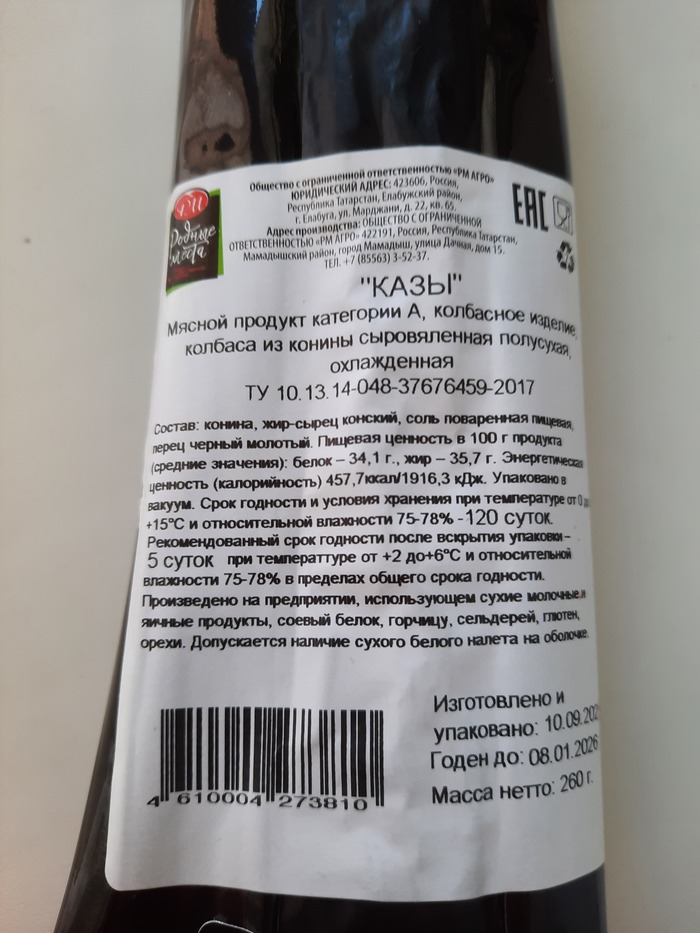 Общество с ограниченной ответственностью «РМ АГРО»
ЮРИДИЧЕСКИЙ АДРЕС: 423606, Россия,
Республика Татарстан, Елабужский район,
г. Елабуга, ул. Марджани, д. 22, кв. 65,
Адрес производства: ОБЩЕСТВО С ОГРАНИЧЕННОЙ
ОТВЕТСТВЕННОСТЬЮ «РМ АГРО» 422191, Россия, Республика Татарстан,
Мамадышский район, город Мамадыш, улица Дачная, дом 15.
ТЕЛ. +7 (85563) 3-52-37.
EAC
Родные
места
"КАЗЫ"
Мясной продукт категории А, колбасное изделие,
колбаса из конины сыровяленная полусухая,
охлажденная
ТУ 10.13.14-048-37676459-2017
Состав: конина, жир-сырец конский, соль поваренная пищевая,
перец черный молотый. Пищевая ценность в 100 г продукта
(средние значения): белок – 34,1 г., жир – 35,7 г. Энергетическая
ценность (калорийность) 457,7ккал/1916,3 кДж. Упаковано в
вакуум. Срок годности и условия хранения при температуре от 0 до
+15°С и относительной влажности 75-78% - 120 суток.
Рекомендованный срок годности после вскрытия упаковки–
5 суток при температтуре от +2 до+6°С и относительной
влажности 75-78% в пределах общего срока годности.
Произведено на предприятии, использующем сухие молочные и
яичные продукты, соевый белок, горчицу, сельдерей, глютен,
орехи. Допускается наличие сухого белого налета на оболочке.
Изготовлено и
упаковано: 10.09.202
Годен до: 08.01.2026
Масса нетто: 260 г.
4 610004 273810